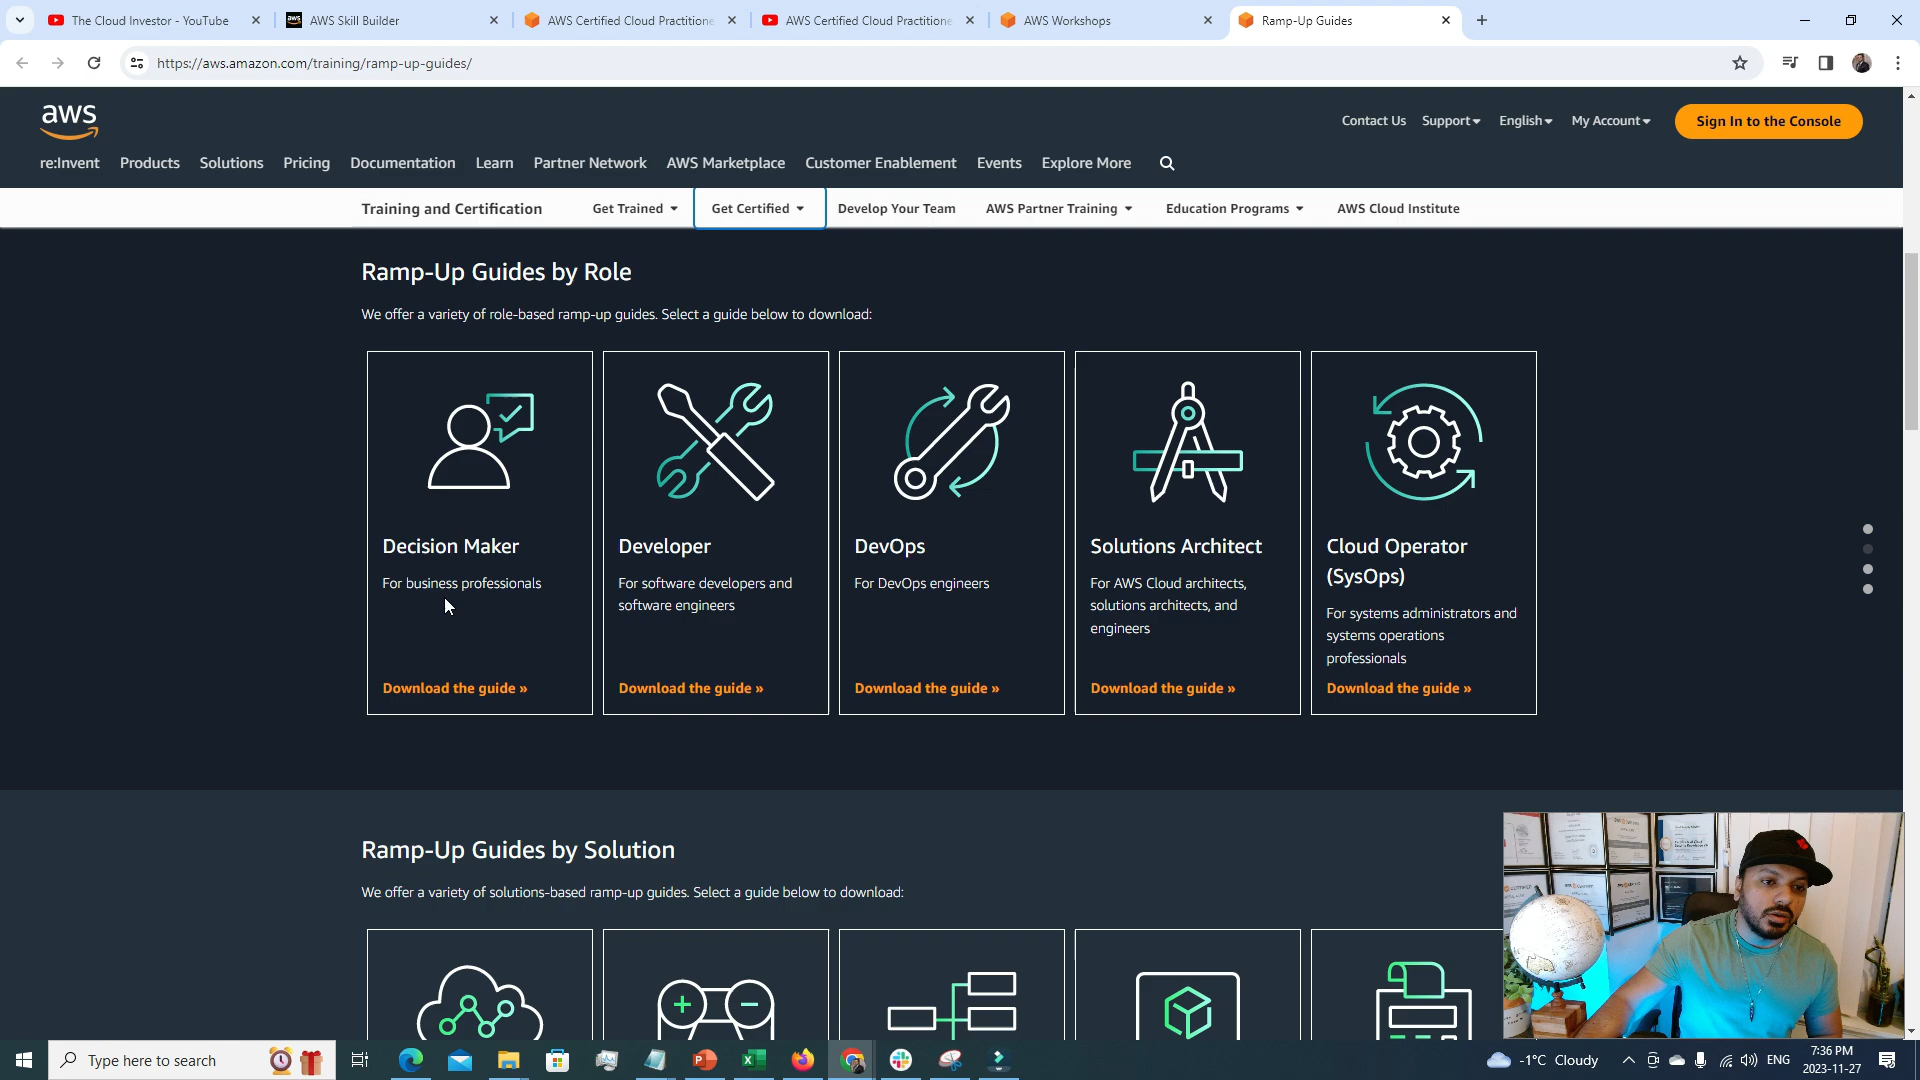 The Cloud Investor - YouTube
AWS Skill Builder
AWS Certified Cloud Practitione
AWS Certified Cloud Practitione
AWS Workshops
Ramp-Up Guides
https://aws.amazon.com/training/ramp-up-guides/
aws
Contact Us Support English My Account Sign In to the Console
re:Invent Products Solutions Pricing Documentation Learn Partner Network AWS Marketplace Customer Enablement Events Explore More
Training and Certification Get Trained Get Certified Develop Your Team AWS Partner Training Education Programs AWS Cloud Institute
Ramp-Up Guides by Role
We offer a variety of role-based ramp-up guides. Select a guide below to download:
Decision Maker
For business professionals
Download the guide »
Developer
For software developers and
software engineers
Download the guide »
DevOps
For DevOps engineers
Download the guide »
Solutions Architect
For AWS Cloud architects,
solutions architects, and
engineers
Download the guide »
Cloud Operator
(SysOps)
For systems administrators and
systems operations
professionals
Download the guide »
Ramp-Up Guides by Solution
We offer a variety of solutions-based ramp-up guides. Select a guide below to download:
Type here to search
-1°C Cloudy
ENG
7:36 PM
2023-11-27